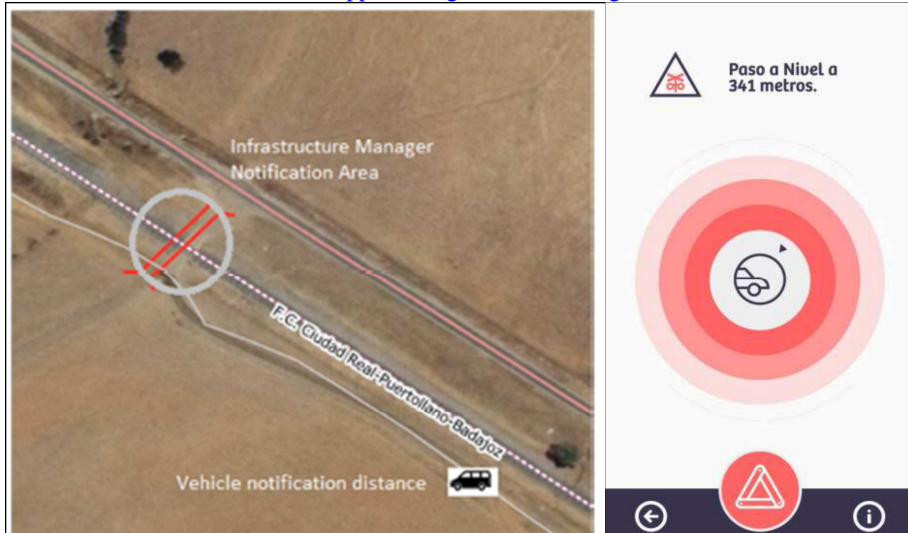 Infrastructure Manager
Notification Area
F.C. Ciudad Real-Puertollano-Badajoz
Vehicle notification distance
Paso a Nivel a
341 metros.